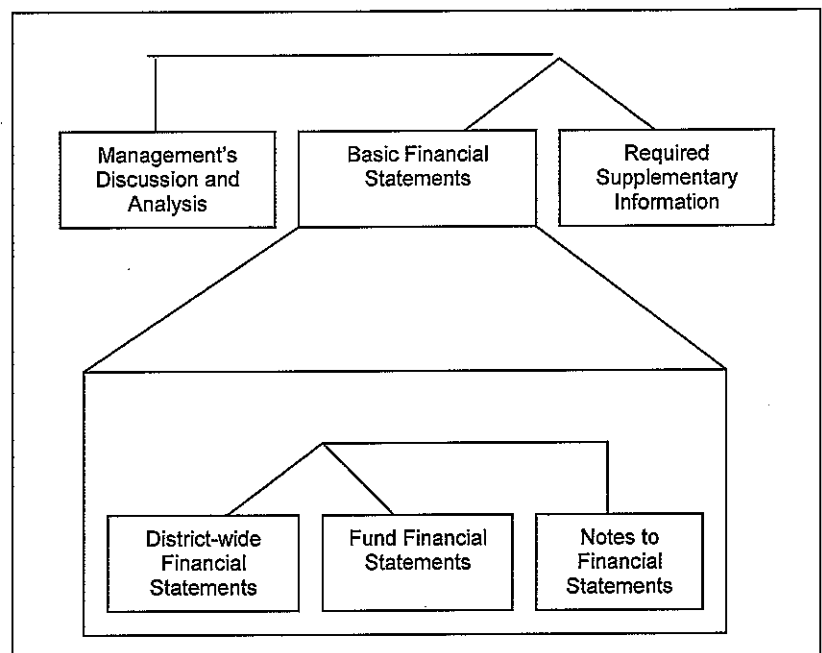 Management's
Discussion and
Analysis
Basic Financial
Statements
Required
Supplementary
Information
District-wide
Financial
Statements
Fund Financial
Statements
Notes to
Financial
Statements